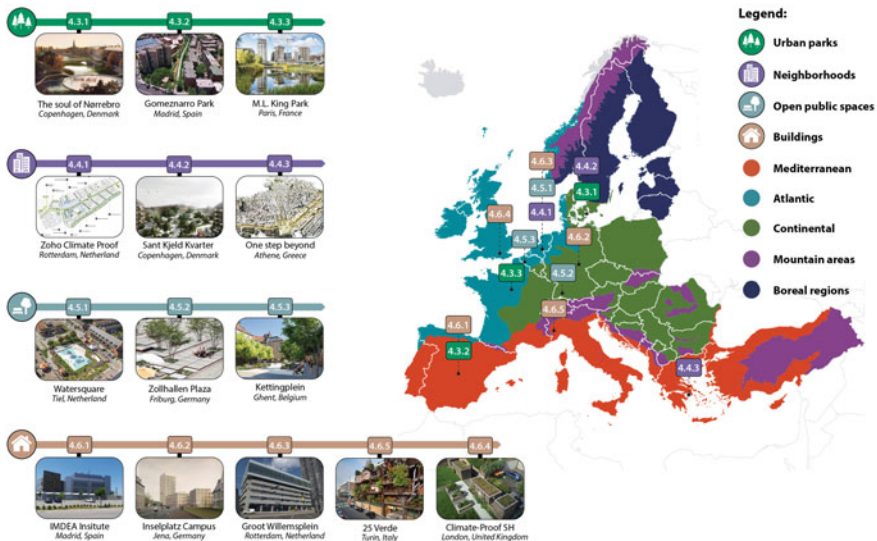 4.3.1 4.3.2 4.3.3
The soul of Nørrebro
Copenhagen, Denmark
Gomeznarro Park
Madrid, Spain
M.L. King Park
Paris, France
4.4.1 4.4.2 4.4.3
Zoho Climate Proof
Rotterdam, Netherland
Sant Kjeld Kvarter
Copenhagen, Denmark
One step beyond
Athene, Greece
4.5.1 4.5.2 4.5.3
Watersquare
Tiel, Netherland
Zollhallen Plaza
Friburg, Germany
Kettingplein
Ghent, Belgium
4.6.1 4.6.2 4.6.3 4.6.5 4.6.4
IMDEA Insitute
Madrid, Spain
Inselplatz Campus
Jena, Germany
Groot Willemsplein
Rotterdam, Netherland
25 Verde
Turin, Italy
Climate-Proof SH
London, United Kingdom
4.6.3 4.4.2
4.5.1 4.3.1
4.6.4 4.4.1
4.5.3 4.6.2
4.3.3 4.5.2
4.6.5
4.6.1
4.3.2
4.4.3
Legend:
Urban parks
Neighborhoods
Open public spaces
Buildings
Mediterranean
Atlantic
Continental
Mountain areas
Boreal regions